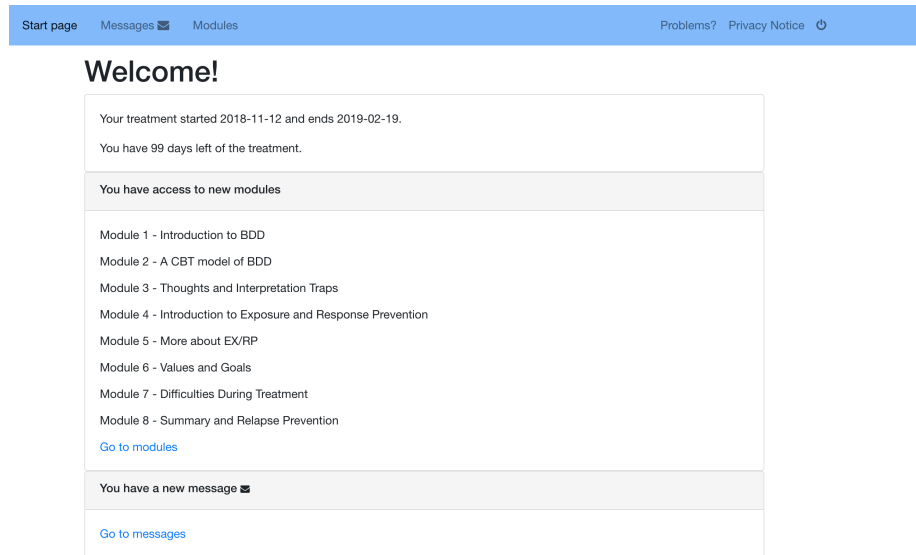 Start page Messages Modules Problems? Privacy Notice
Welcome!
Your treatment started 2018-11-12 and ends 2019-02-19.
You have 99 days left of the treatment.
You have access to new modules
Module 1 - Introduction to BDD
Module 2 - A CBT model of BDD
Module 3 - Thoughts and Interpretation Traps
Module 4 - Introduction to Exposure and Response Prevention
Module 5 - More about EX/RP
Module 6 - Values and Goals
Module 7 - Difficulties During Treatment
Module 8 - Summary and Relapse Prevention
Go to modules
You have a new message
Go to messages